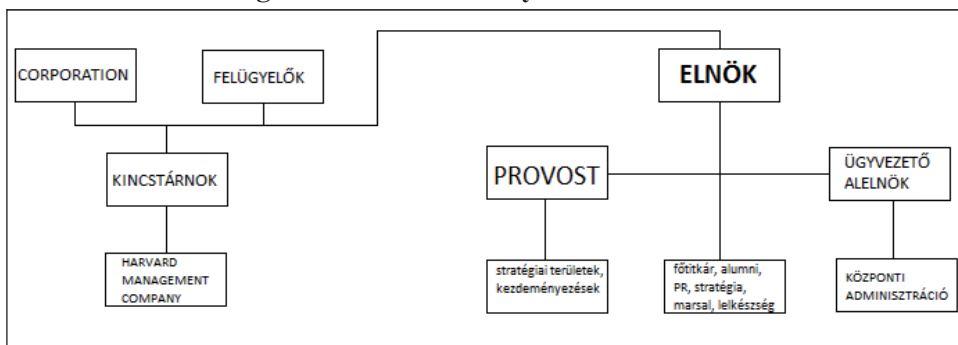 CORPORATION
FELÜGYELŐK
ELNÖK
KINCSTÁRNOK
PROVOST
ÜGYVEZETŐ
ALELNÖK
HARVARD
MANAGEMENT
COMPANY
stratégiai területek,
kezdeményezések
főtitkár, alumni,
PR, stratégia,
marsal, lelkészség
KÖZPONTI
ADMINISZTRÁCIÓ